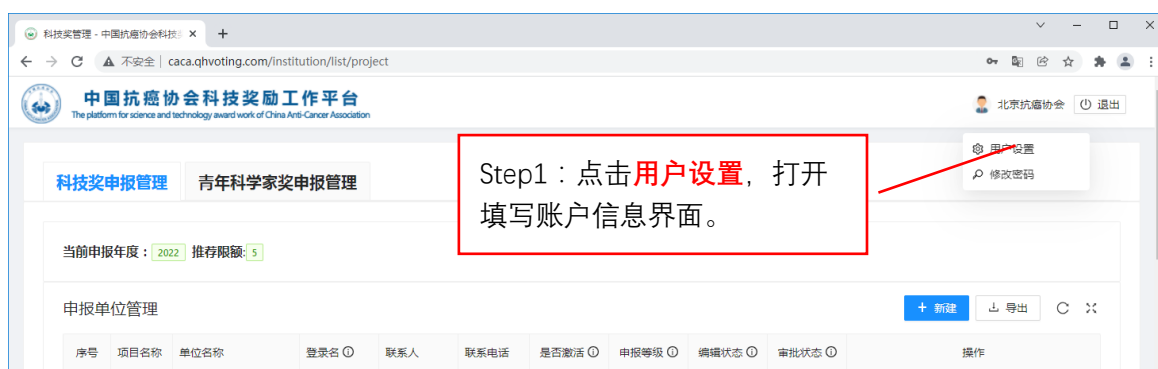 科技奖管理 - 中国抗癌协会科技
不安全 | caca.qhvoting.com/institution/list/project
中国抗癌协会科技奖励工作平台
The platform for science and technology award work of China Anti-Cancer Association
北京抗癌协会 退出
用户设置
修改密码
科技奖申报管理 青年科学家奖申报管理
Step1：点击用户设置，打开
填写账户信息界面。
当前申报年度： 2022 推荐限额: 5
申报单位管理
+ 新建 导出
序号 项目名称 单位名称 登录名 联系人 联系电话 是否激活 申报等级 编辑状态 审批状态 操作